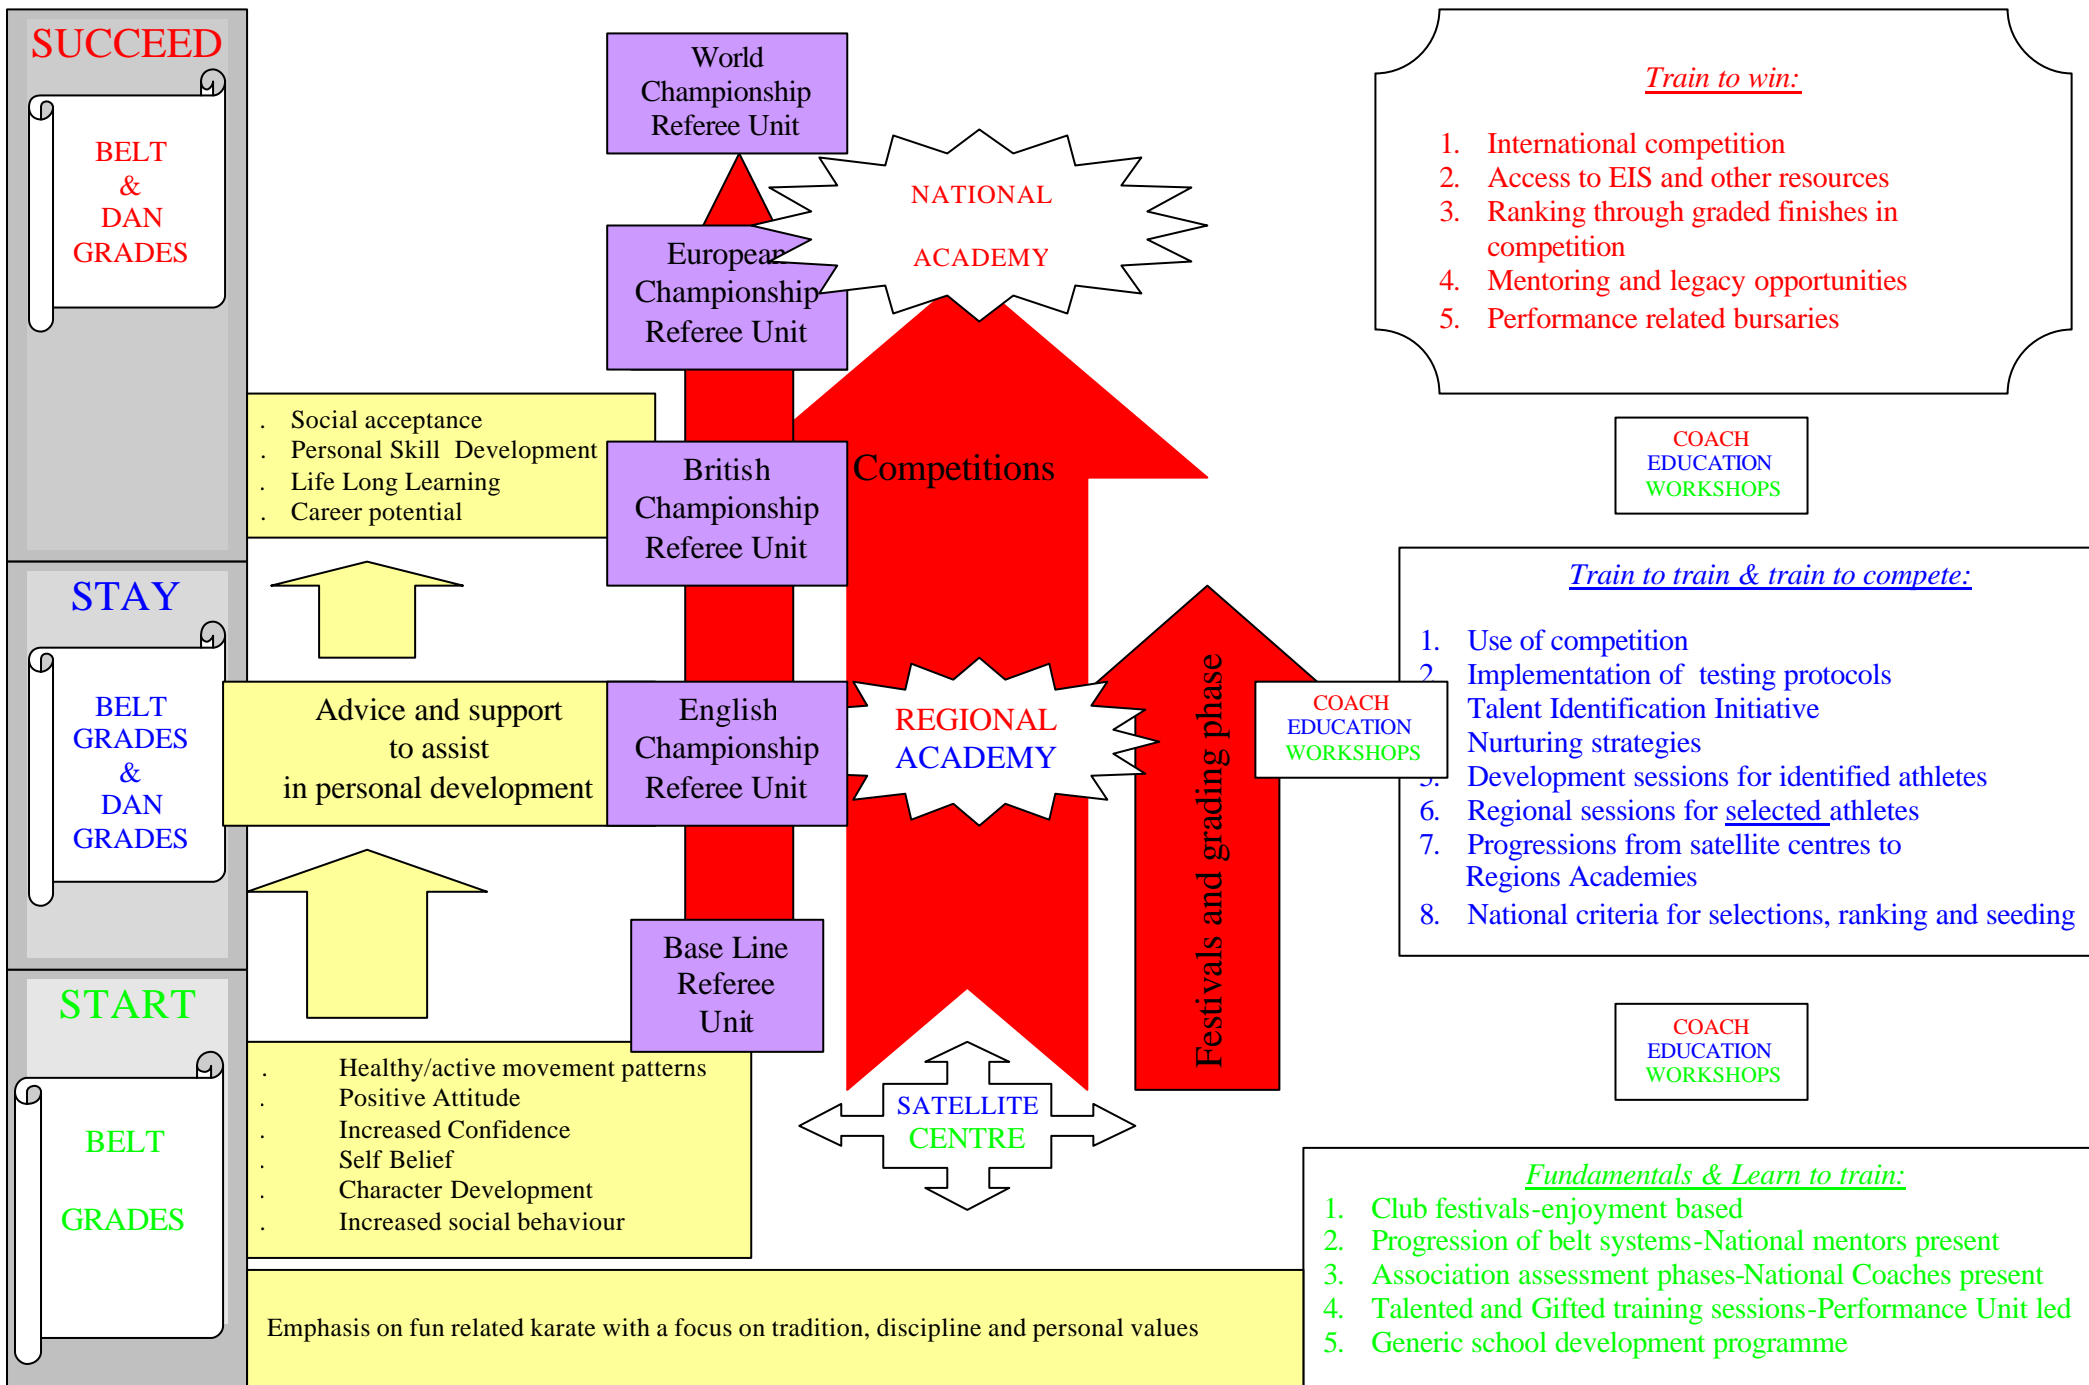 SUCCEED
BELT
&
DAN
GRADES
STAY
BELT
GRADES
&
DAN
GRADES
START
BELT
GRADES
. Social acceptance
. Personal Skill Development
. Life Long Learning
. Career potential
Advice and support
to assist
in personal development
. Healthy/active movement patterns
. Positive Attitude
. Increased Confidence
. Self Belief
. Character Development
. Increased social behaviour
Emphasis on fun related karate with a focus on tradition, discipline and personal values
World
Championship
Referee Unit
European
Championship
Referee Unit
British
Championship
Referee Unit
English
Championship
Referee Unit
Base Line
Referee
Unit
NATIONAL
ACADEMY
Competitions
REGIONAL
ACADEMY
SATELLITE
CENTRE
Festivals and grading phase
Train to win:
1. International competition
2. Access to EIS and other resources
3. Ranking through graded finishes in
competition
4. Mentoring and legacy opportunities
5. Performance related bursaries
COACH
EDUCATION
WORKSHOPS
Train to train & train to compete:
1. Use of competition
2. Implementation of testing protocols
Talent Identification Initiative
Nurturing strategies
5. Development sessions for identified athletes
6. Regional sessions for selected athletes
7. Progressions from satellite centres to
Regions Academies
8. National criteria for selections, ranking and seeding
COACH
EDUCATION
WORKSHOPS
COACH
EDUCATION
WORKSHOPS
Fundamentals & Learn to train:
1. Club festivals-enjoyment based
2. Progression of belt systems-National mentors present
3. Association assessment phases-National Coaches present
4. Talented and Gifted training sessions-Performance Unit led
5. Generic school development programme